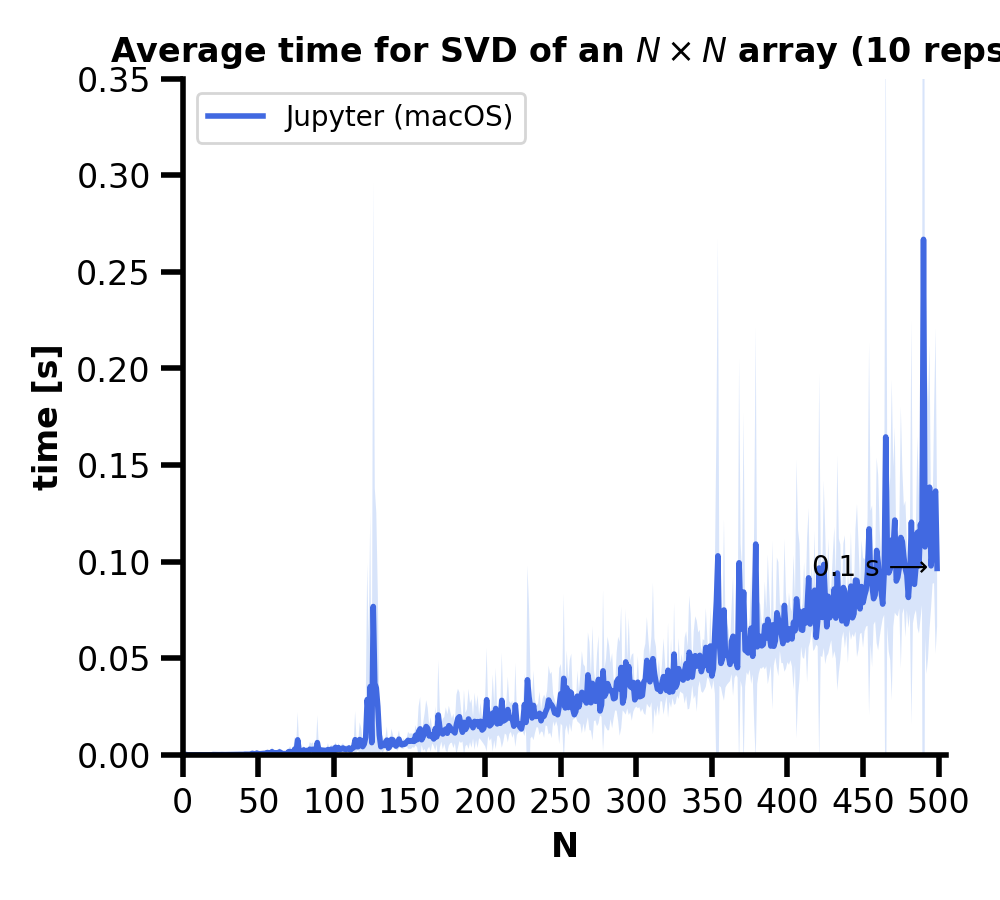 Average time for SVD of an N × N array (10 reps
0.35
0.30
0.25
0.20
0.15
0.10
0.05
0.00
time [s]
Jupyter (macOS)
0.1 s ⟶
0 50 100 150 200 250 300 350 400 450 500
N